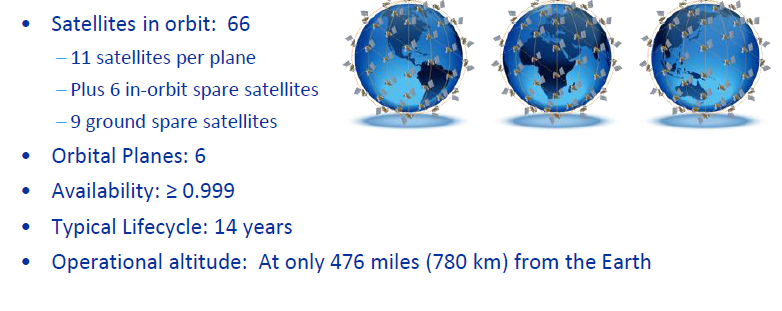 • Satellites in orbit:  66
– 11 satellites per plane
– Plus 6 in-orbit spare satellites
– 9 ground spare satellites
• Orbital Planes: 6
• Availability: ≥ 0.999
• Typical Lifecycle: 14 years
• Operational altitude:  At only 476 miles (780 km) from the Earth